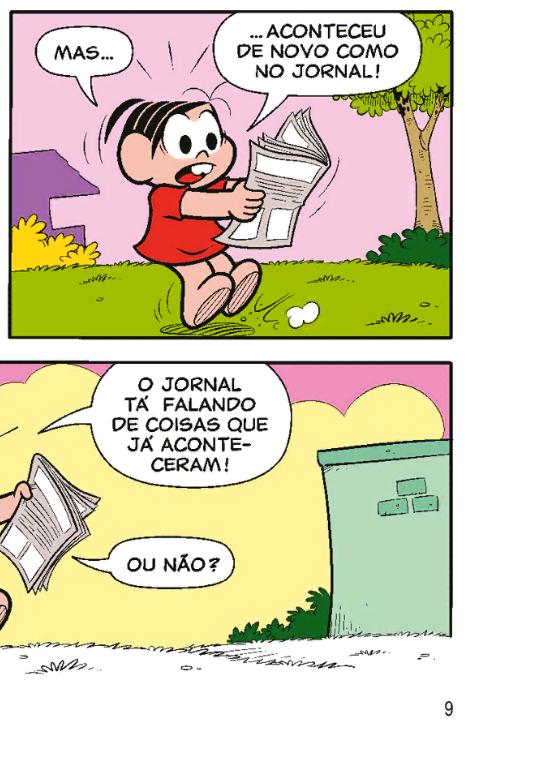 MAS...
...ACONTECEU
DE NOVO COMO
NO JORNAL!
O JORNAL
TÁ FALANDO
DE COISAS QUE
JÁ ACONTE-
CERAM!
OU NÃO?
9